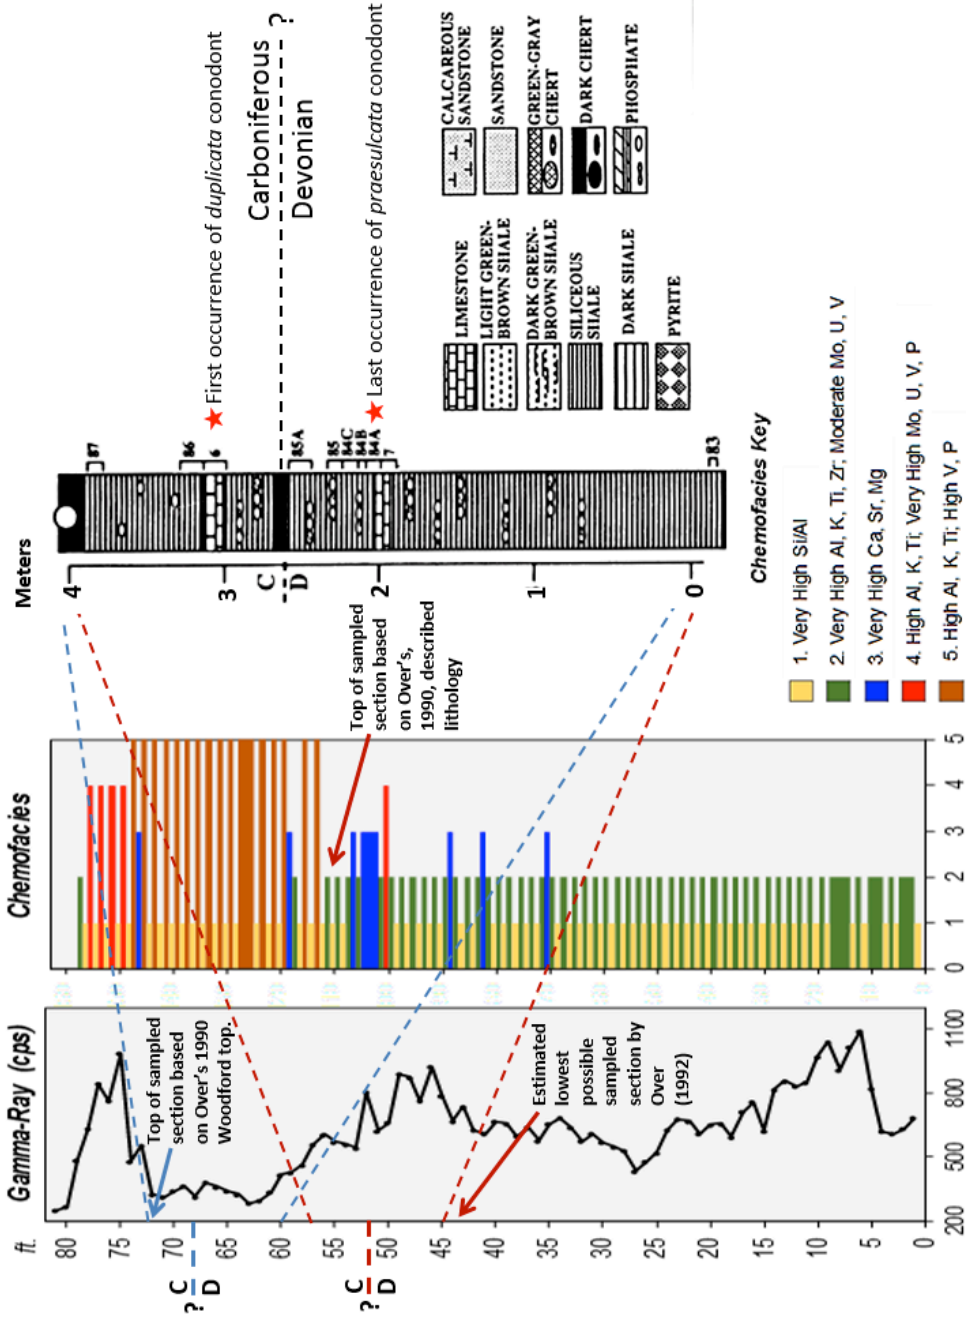 ft.
Gamma-Ray (cps)
Chemofacies
Meters
80
75
70
65
60
55
50
45
40
35
30
25
20
15
10
5
0
200
500
800
1100
0
1
2
3
4
5
? C
D
? C
D
Top of sampled
section based
on Over's 1990
Woodford top.
Estimated
lowest
possible
sampled
section by
Over
(1992)
Top of sampled
section based
on Over's,
1990, described
lithology
4
3
C
D
2
1
0
87
86
6
85A
85
84C
84B
84A
7
83
First occurrence of duplicata conodont
Carboniferous
?
Devonian
Last occurrence of praesulcata conodont
LIMESTONE
LIGHT GREEN-
BROWN SHALE
DARK GREEN-
BROWN SHALE
SILICEOUS
SHALE
DARK SHALE
PYRITE
CALCAREOUS
SANDSTONE
SANDSTONE
GREEN-GRAY
CHERT
DARK CHERT
PHOSPHATE
Chemofacies Key
1. Very High Si/Al
2. Very High Al, K, Ti, Zr; Moderate Mo, U, V
3. Very High Ca, Sr, Mg
4. High Al, K, Ti; Very High Mo, U, V, P
5. High Al, K, Ti; High V, P